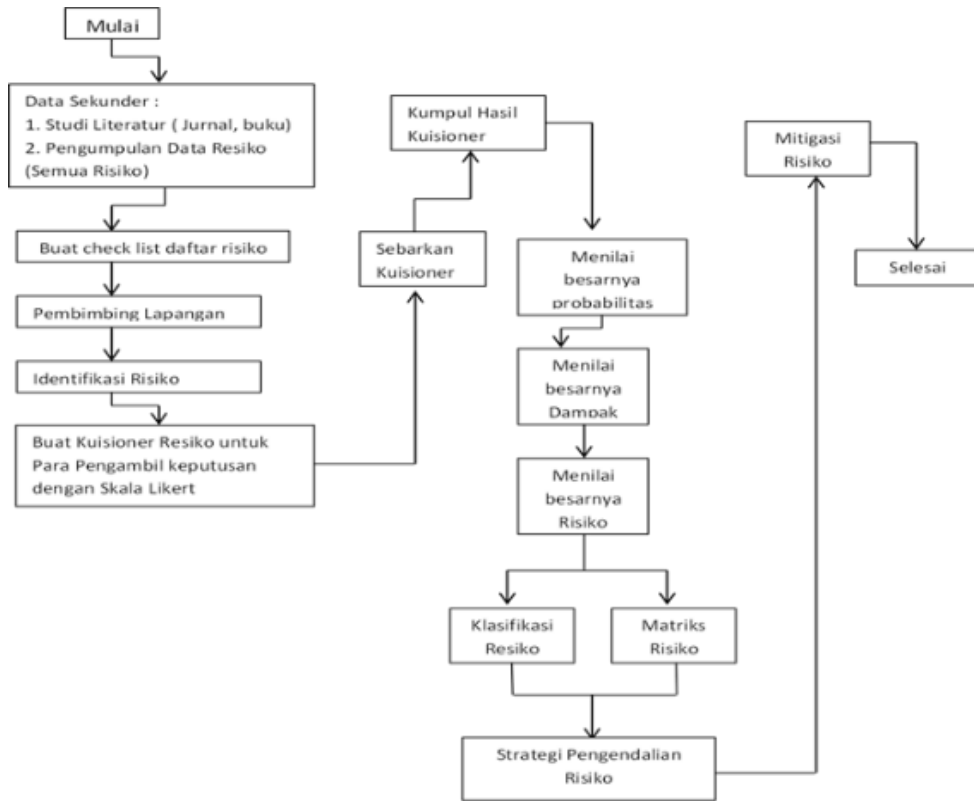 Mulai
Data Sekunder :
1. Studi Literatur ( Jurnal, buku)
2. Pengumpulan Data Resiko
(Semua Risiko)
Buat check list daftar risiko
Pembimbing Lapangan
Identifikasi Risiko
Buat Kuisioner Resiko untuk
Para Pengambil keputusan
dengan Skala Likert
Sebarkan
Kuisioner
Kumpul Hasil
Kuisioner
Menilai
besarnya
probabilitas
Menilai
besarnya
Dampak
Menilai
besarnya
Risiko
Klasifikasi
Resiko
Matriks
Risiko
Strategi Pengendalian
Risiko
Mitigasi
Risiko
Selesai